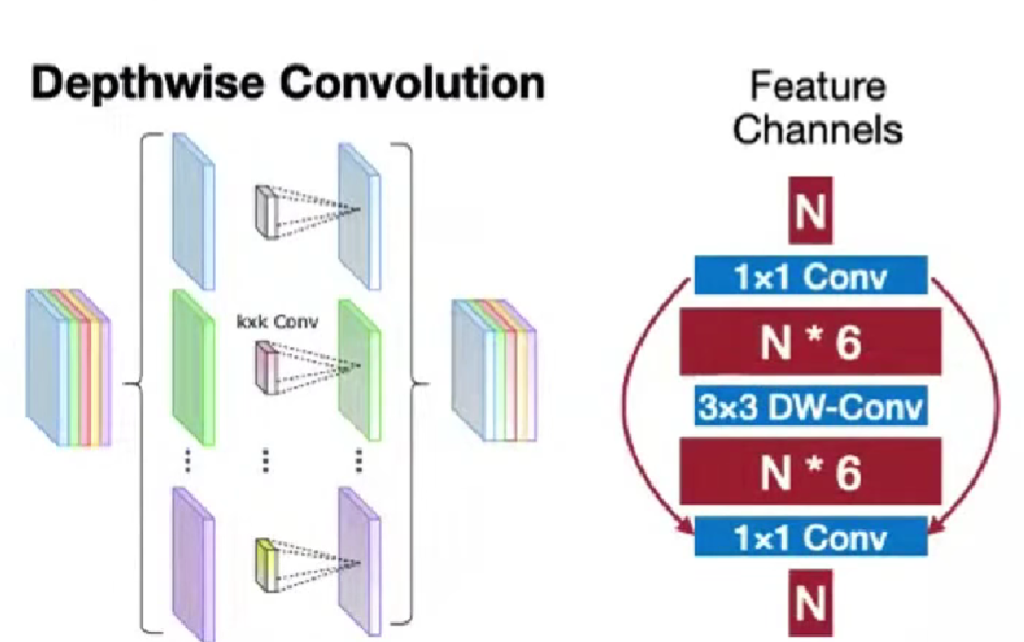 Depthwise Convolution
kxk Conv
Feature
Channels
N
1x1 Conv
N * 6
3x3 DW-Conv
N * 6
1x1 Conv
N